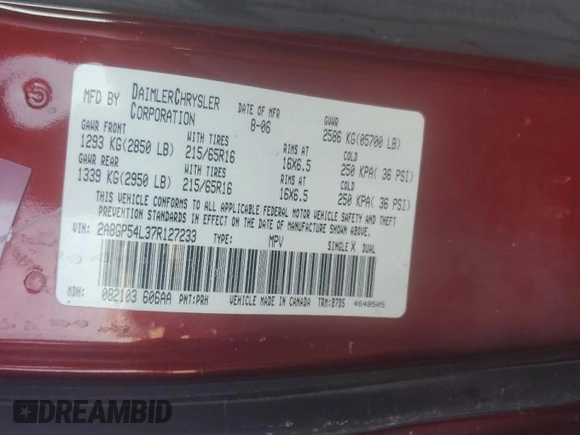 MFD BY DAIMLERCHRYSLER CORPORATION DATE OF MFR 8-06 GVWR 2586 KG(05700 LB)
GAWR FRONT WITH TIRES RIMS AT COLD
1293 KG(2850 LB) 215/65R16 16X6.5 250 KPA( 36 PSI)
GAWR REAR WITH TIRES RIMS AT COLD
1339 KG(2950 LB) 215/65R16 16X6.5 250 KPA( 36 PSI)
THIS VEHICLE CONFORMS TO ALL APPLICABLE FEDERAL MOTOR VEHICLE SAFETY AND THEFT
PREVENTION STANDARDS IN EFFECT ON THE DATE OF MANUFACTURE SHOWN ABOVE.
VIN: 2A8GP54L37R127233 TYPE: MPV SINGLE X DUAL
MDH: 082103 606AA PNT:PRH VEHICLE MADE IN CANADA TRM:B7D5 4648505
DREAMBID